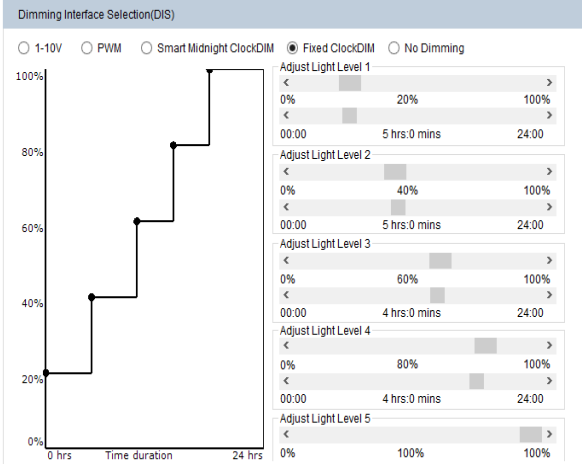 Dimming Interface Selection(DIS)
1-10V PWM Smart Midnight ClockDIM Fixed ClockDIM No Dimming
100%
80%
60%
40%
20%
0%
0 hrs Time duration 24 hrs
Adjust Light Level 1
0% 20% 100%
00:00 5 hrs:0 mins 24:00
Adjust Light Level 2
0% 40% 100%
00:00 5 hrs:0 mins 24:00
Adjust Light Level 3
0% 60% 100%
00:00 4 hrs:0 mins 24:00
Adjust Light Level 4
0% 80% 100%
00:00 4 hrs:0 mins 24:00
Adjust Light Level 5
0% 100% 100%